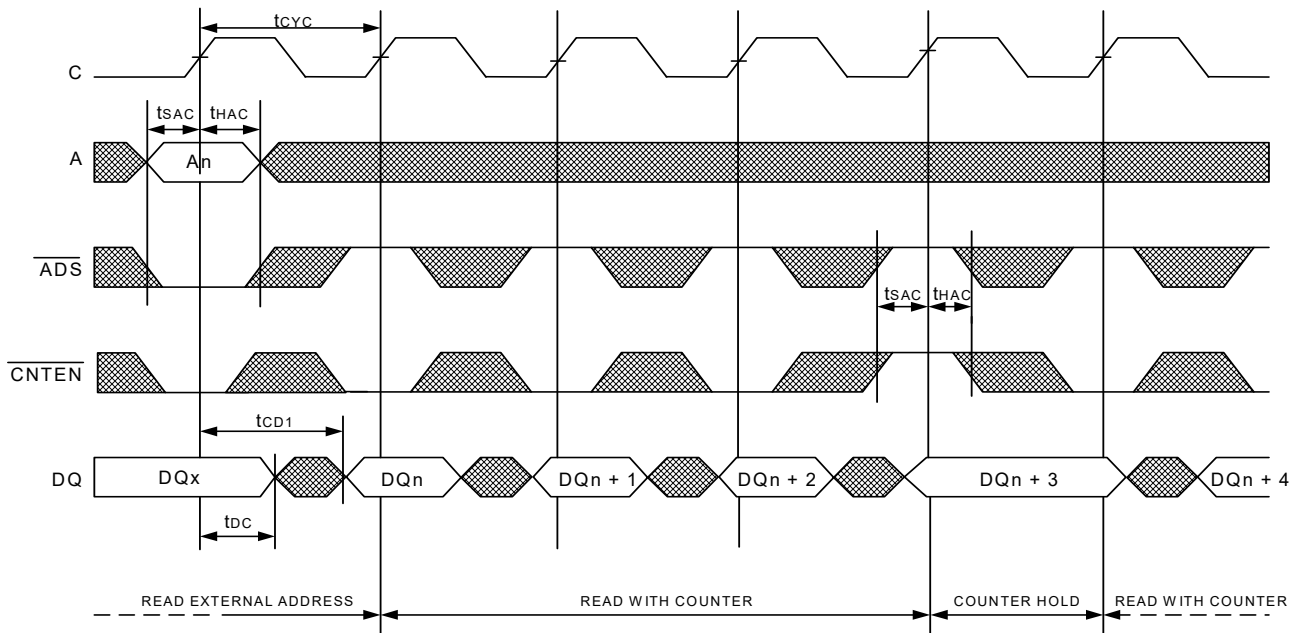 tCYC
C
tSAC tHAC
A An
ADS
tSAC tHAC
CNTEN
tCD1
DQ DQx DQn DQn + 1 DQn + 2 DQn + 3 DQn + 4
tDC
READ EXTERNAL ADDRESS READ WITH COUNTER COUNTER HOLD READ WITH COUNTER